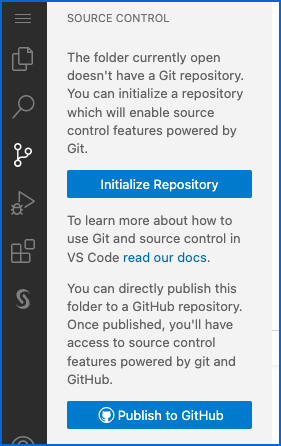 SOURCE CONTROL
The folder currently open
doesn't have a Git repository.
You can initialize a repository
which will enable source
control features powered by
Git.
Initialize Repository
To learn more about how to
use Git and source control in
VS Code read our docs.
You can directly publish this
folder to a GitHub repository.
Once published, you'll have
access to source control
features powered by git and
GitHub.
Publish to GitHub